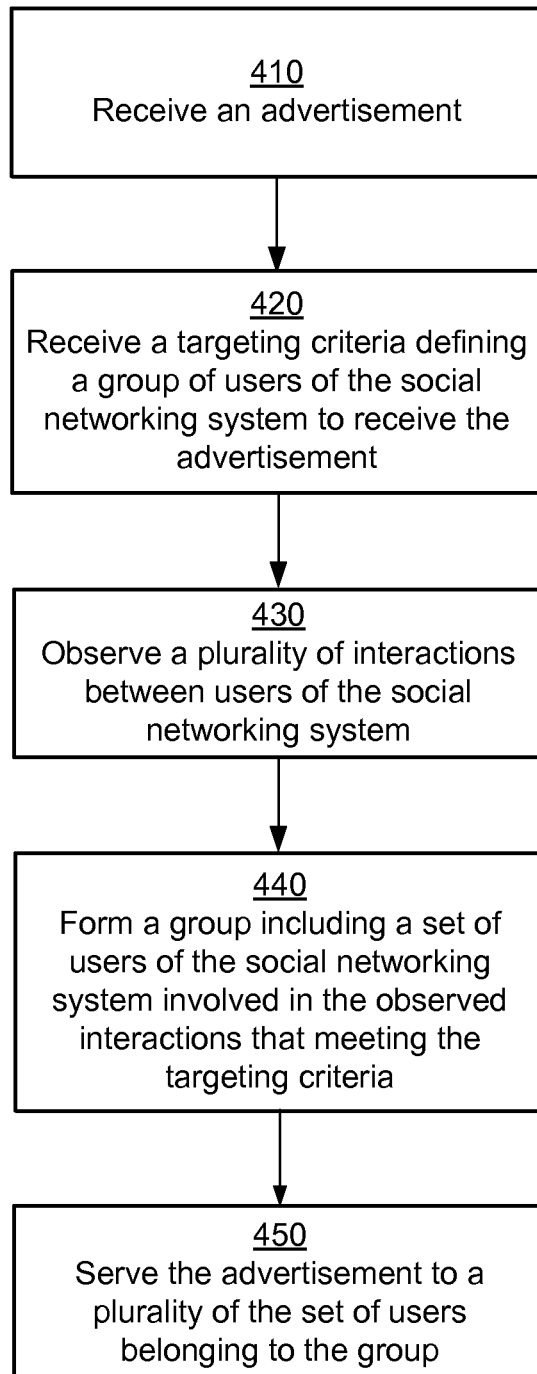 410
Receive an advertisement
420
Receive a targeting criteria defining
a group of users of the social
networking system to receive the
advertisement
430
Observe a plurality of interactions
between users of the social
networking system
440
Form a group including a set of
users of the social networking
system involved in the observed
interactions that meeting the
targeting criteria
450
Serve the advertisement to a
plurality of the set of users
belonging to the group